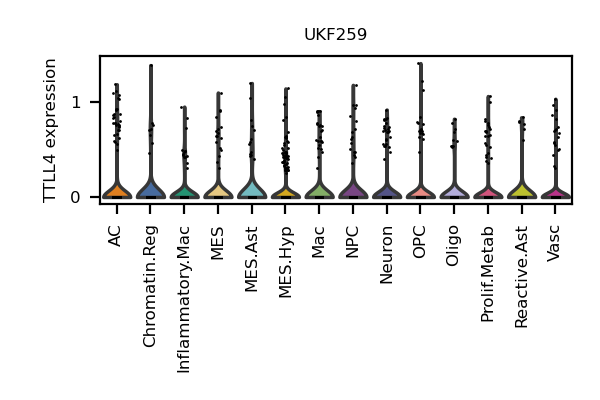 UKF259
TTLL4 expression
1
0
AC
Chromatin.Reg
Inflammatory.Mac
MES
MES.Ast
MES.Hyp
Mac
NPC
Neuron
OPC
Oligo
Prolif.Metab
Reactive.Ast
Vasc